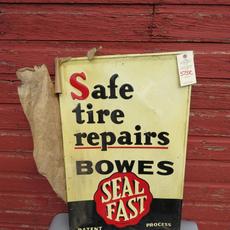 Safe
tire
repairs
BOWES
SEAL
FAST
PATENT PROCESS